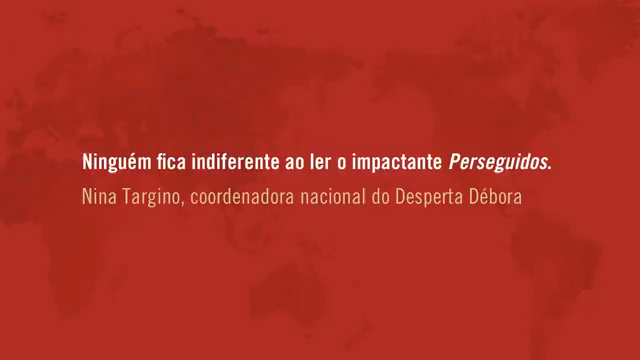 Ninguém fica indiferente ao ler o impactante Perseguidos.
Nina Targino, coordenadora nacional do Desperta Débora